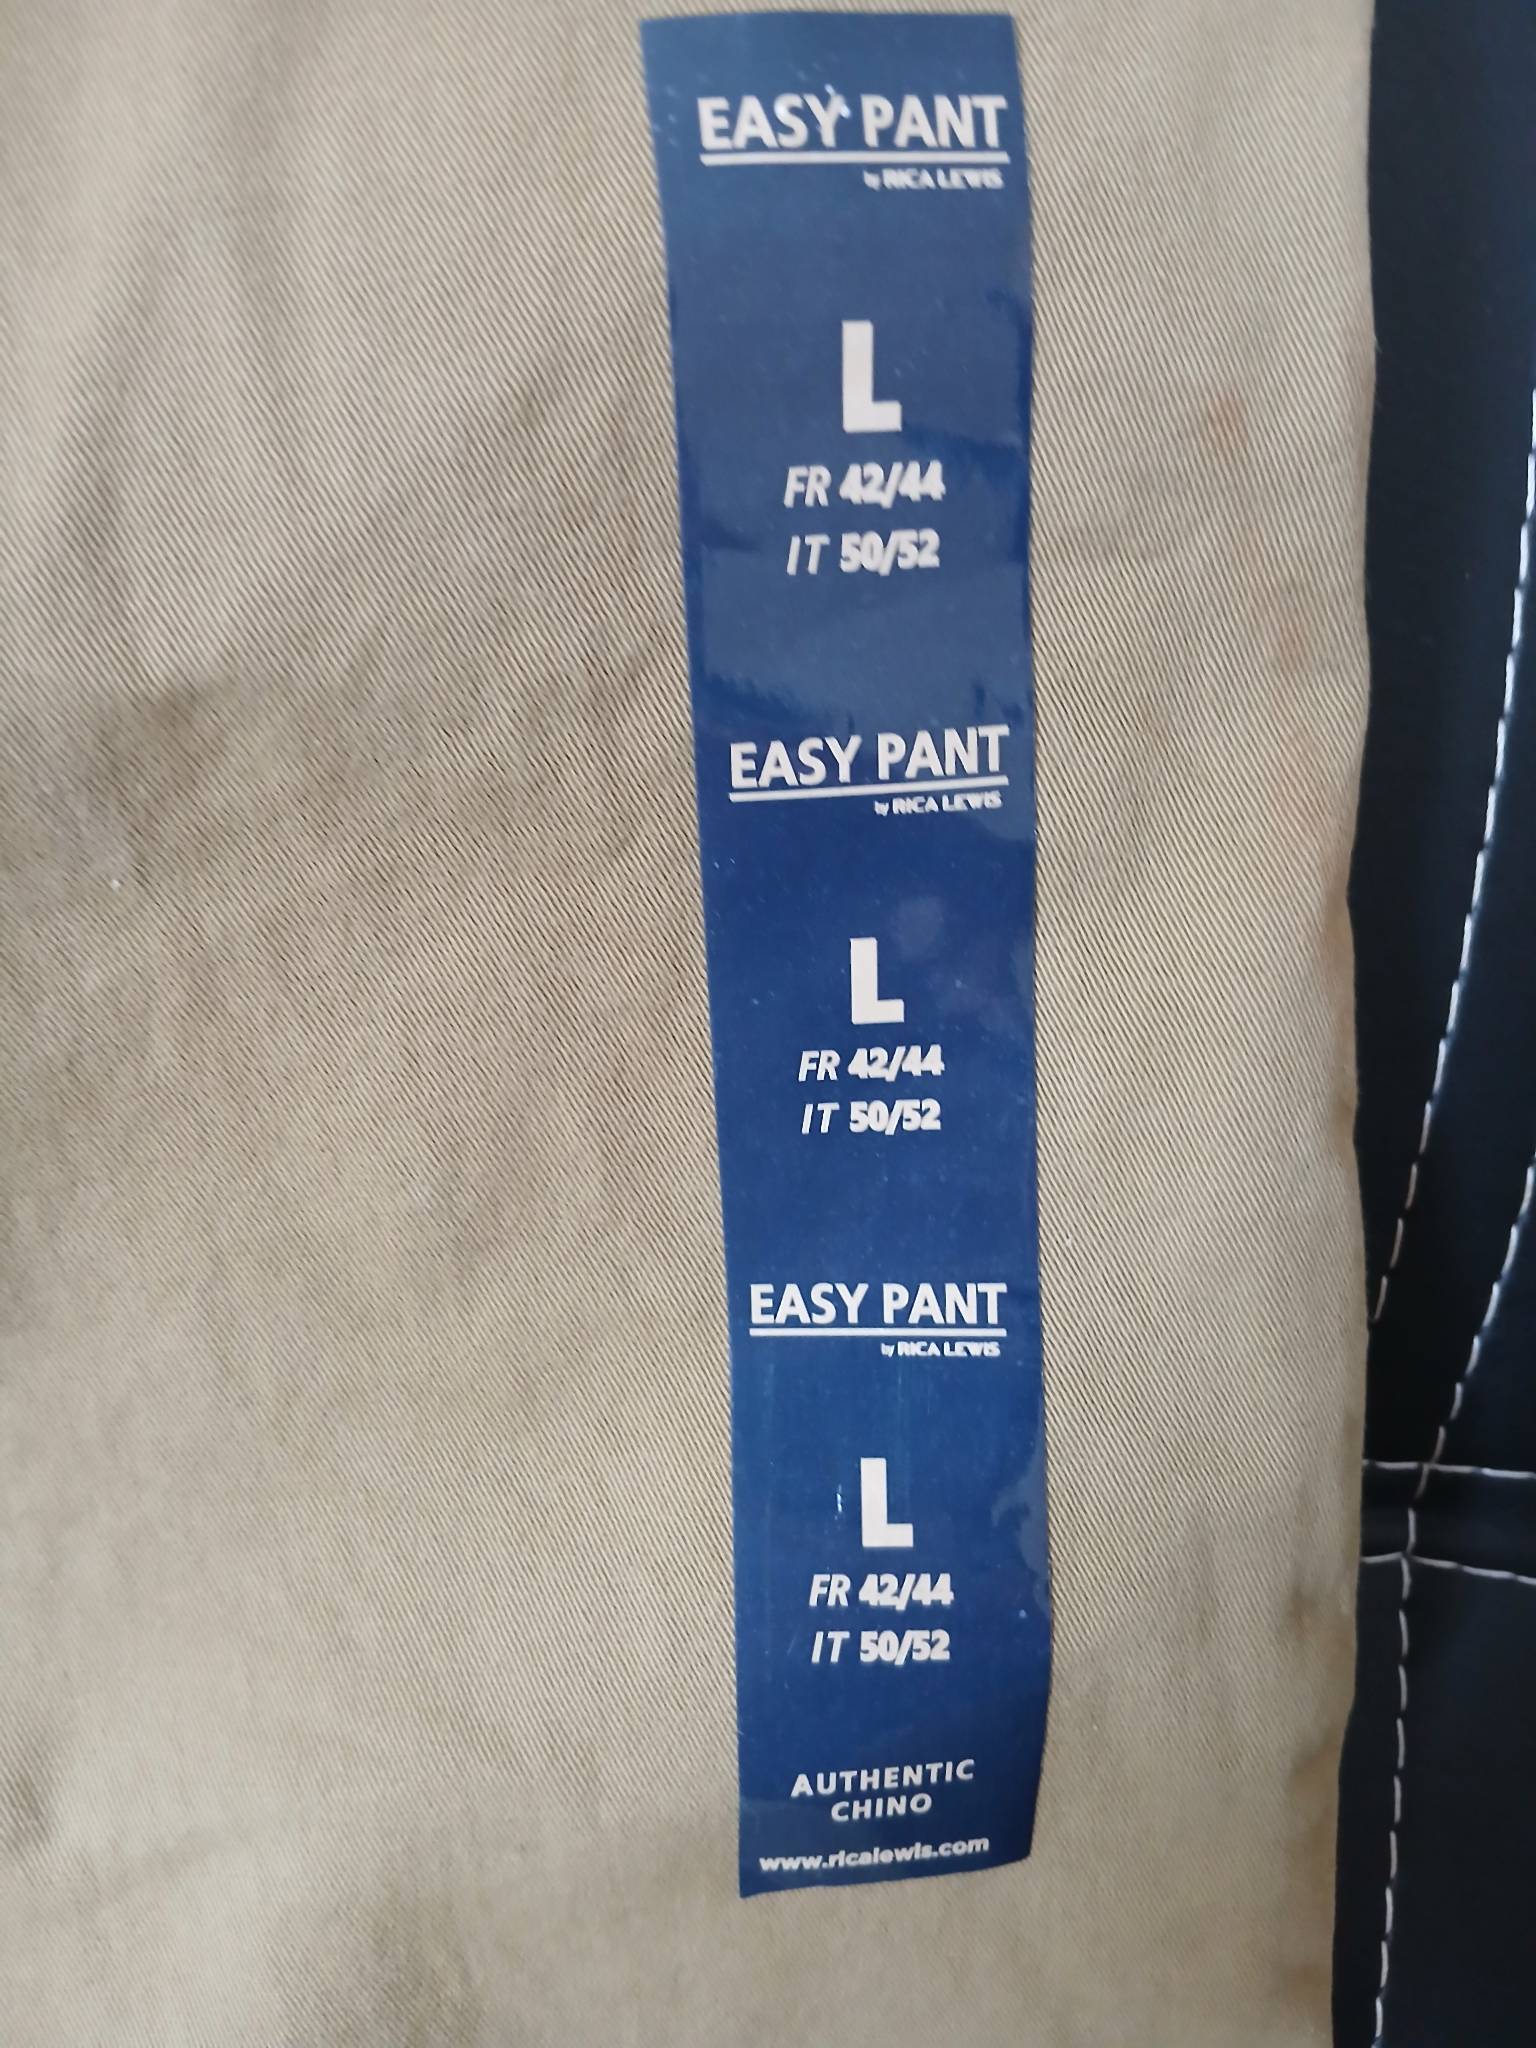 EASY PANT
by RICA LEWIS
L
FR 42/44
IT 50/52
EASY PANT
by RICA LEWIS
L
FR 42/44
IT 50/52
EASY PANT
by RICA LEWIS
L
FR 42/44
IT 50/52
AUTHENTIC
CHINO
www.ricalewis.com